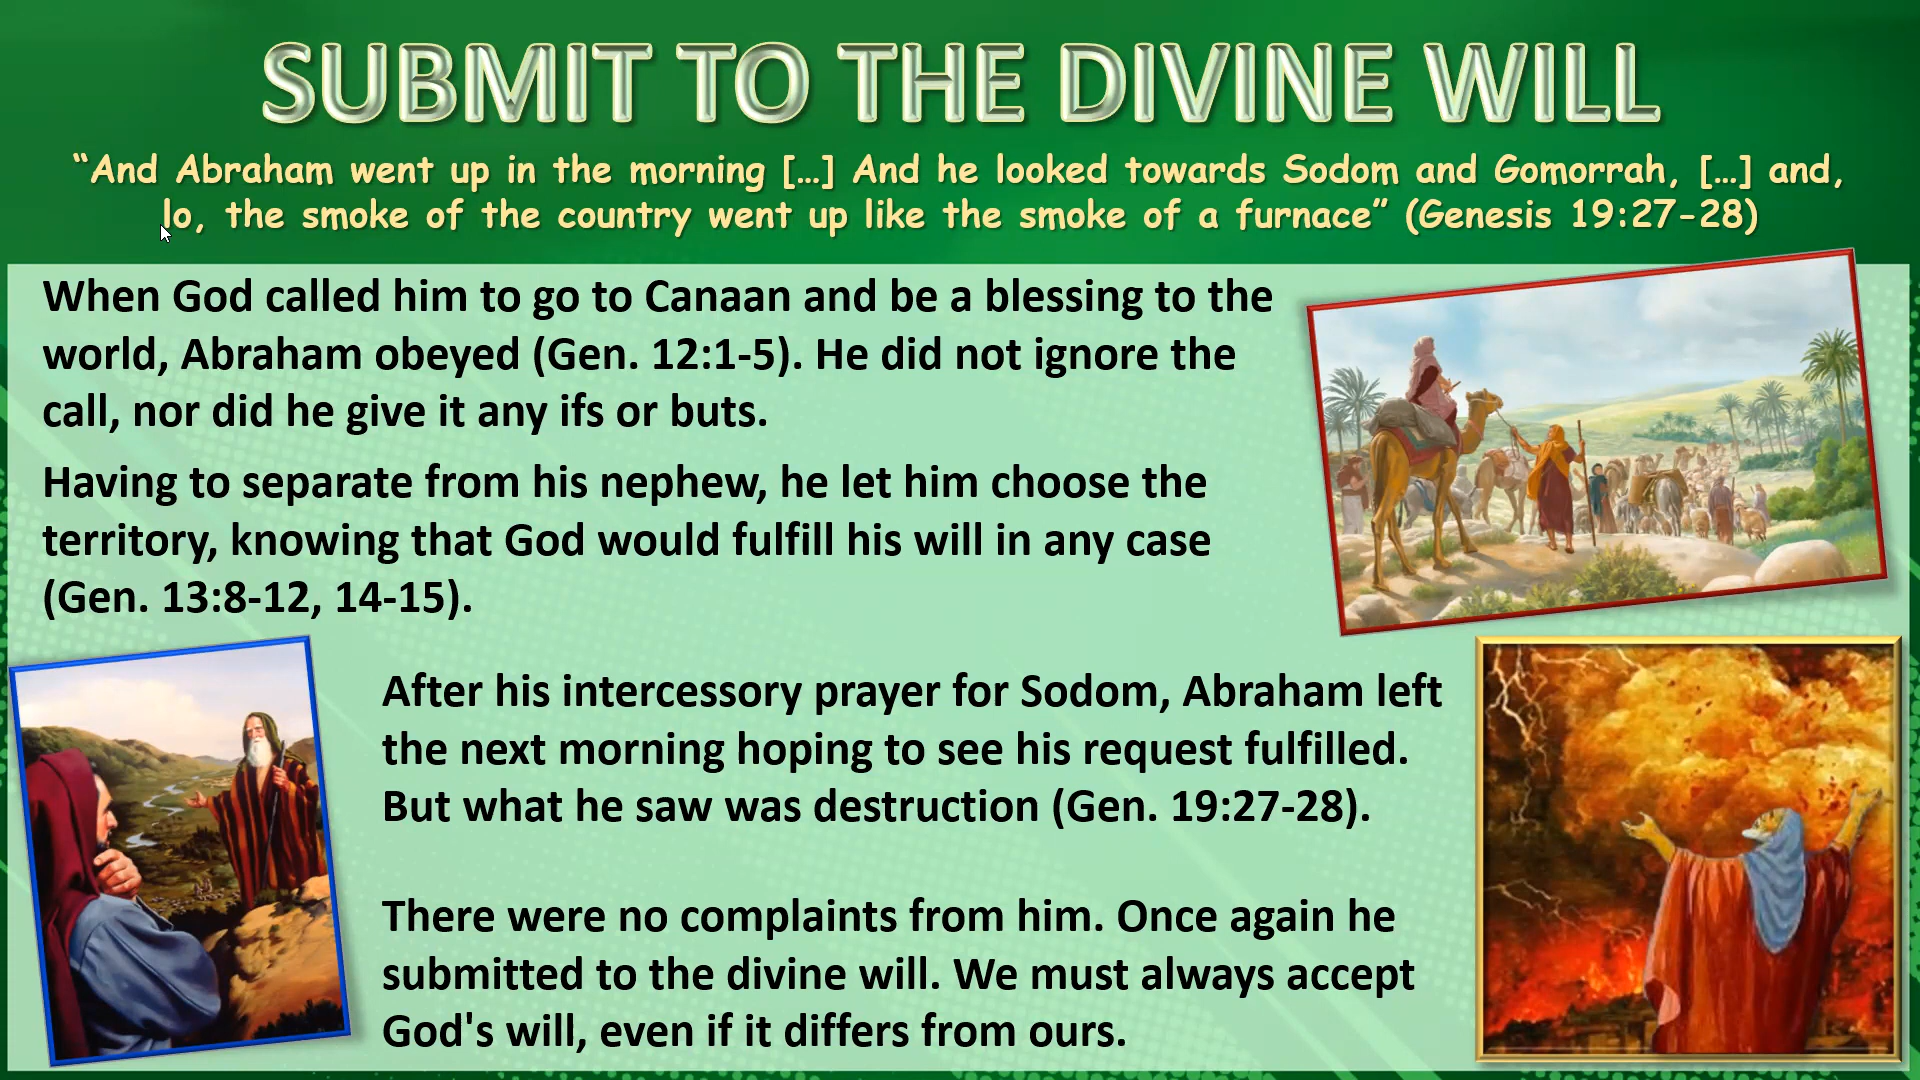 SUBMIT TO THE DIVINE WILL
“And Abraham went up in the morning […] And he looked towards Sodom and Gomorrah, […] and,
lo, the smoke of the country went up like the smoke of a furnace” (Genesis 19:27-28)
When God called him to go to Canaan and be a blessing to the
world, Abraham obeyed (Gen. 12:1-5). He did not ignore the
call, nor did he give it any ifs or buts.
Having to separate from his nephew, he let him choose the
territory, knowing that God would fulfill his will in any case
(Gen. 13:8-12, 14-15).
After his intercessory prayer for Sodom, Abraham left
the next morning hoping to see his request fulfilled.
But what he saw was destruction (Gen. 19:27-28).
There were no complaints from him. Once again he
submitted to the divine will. We must always accept
God's will, even if it differs from ours.